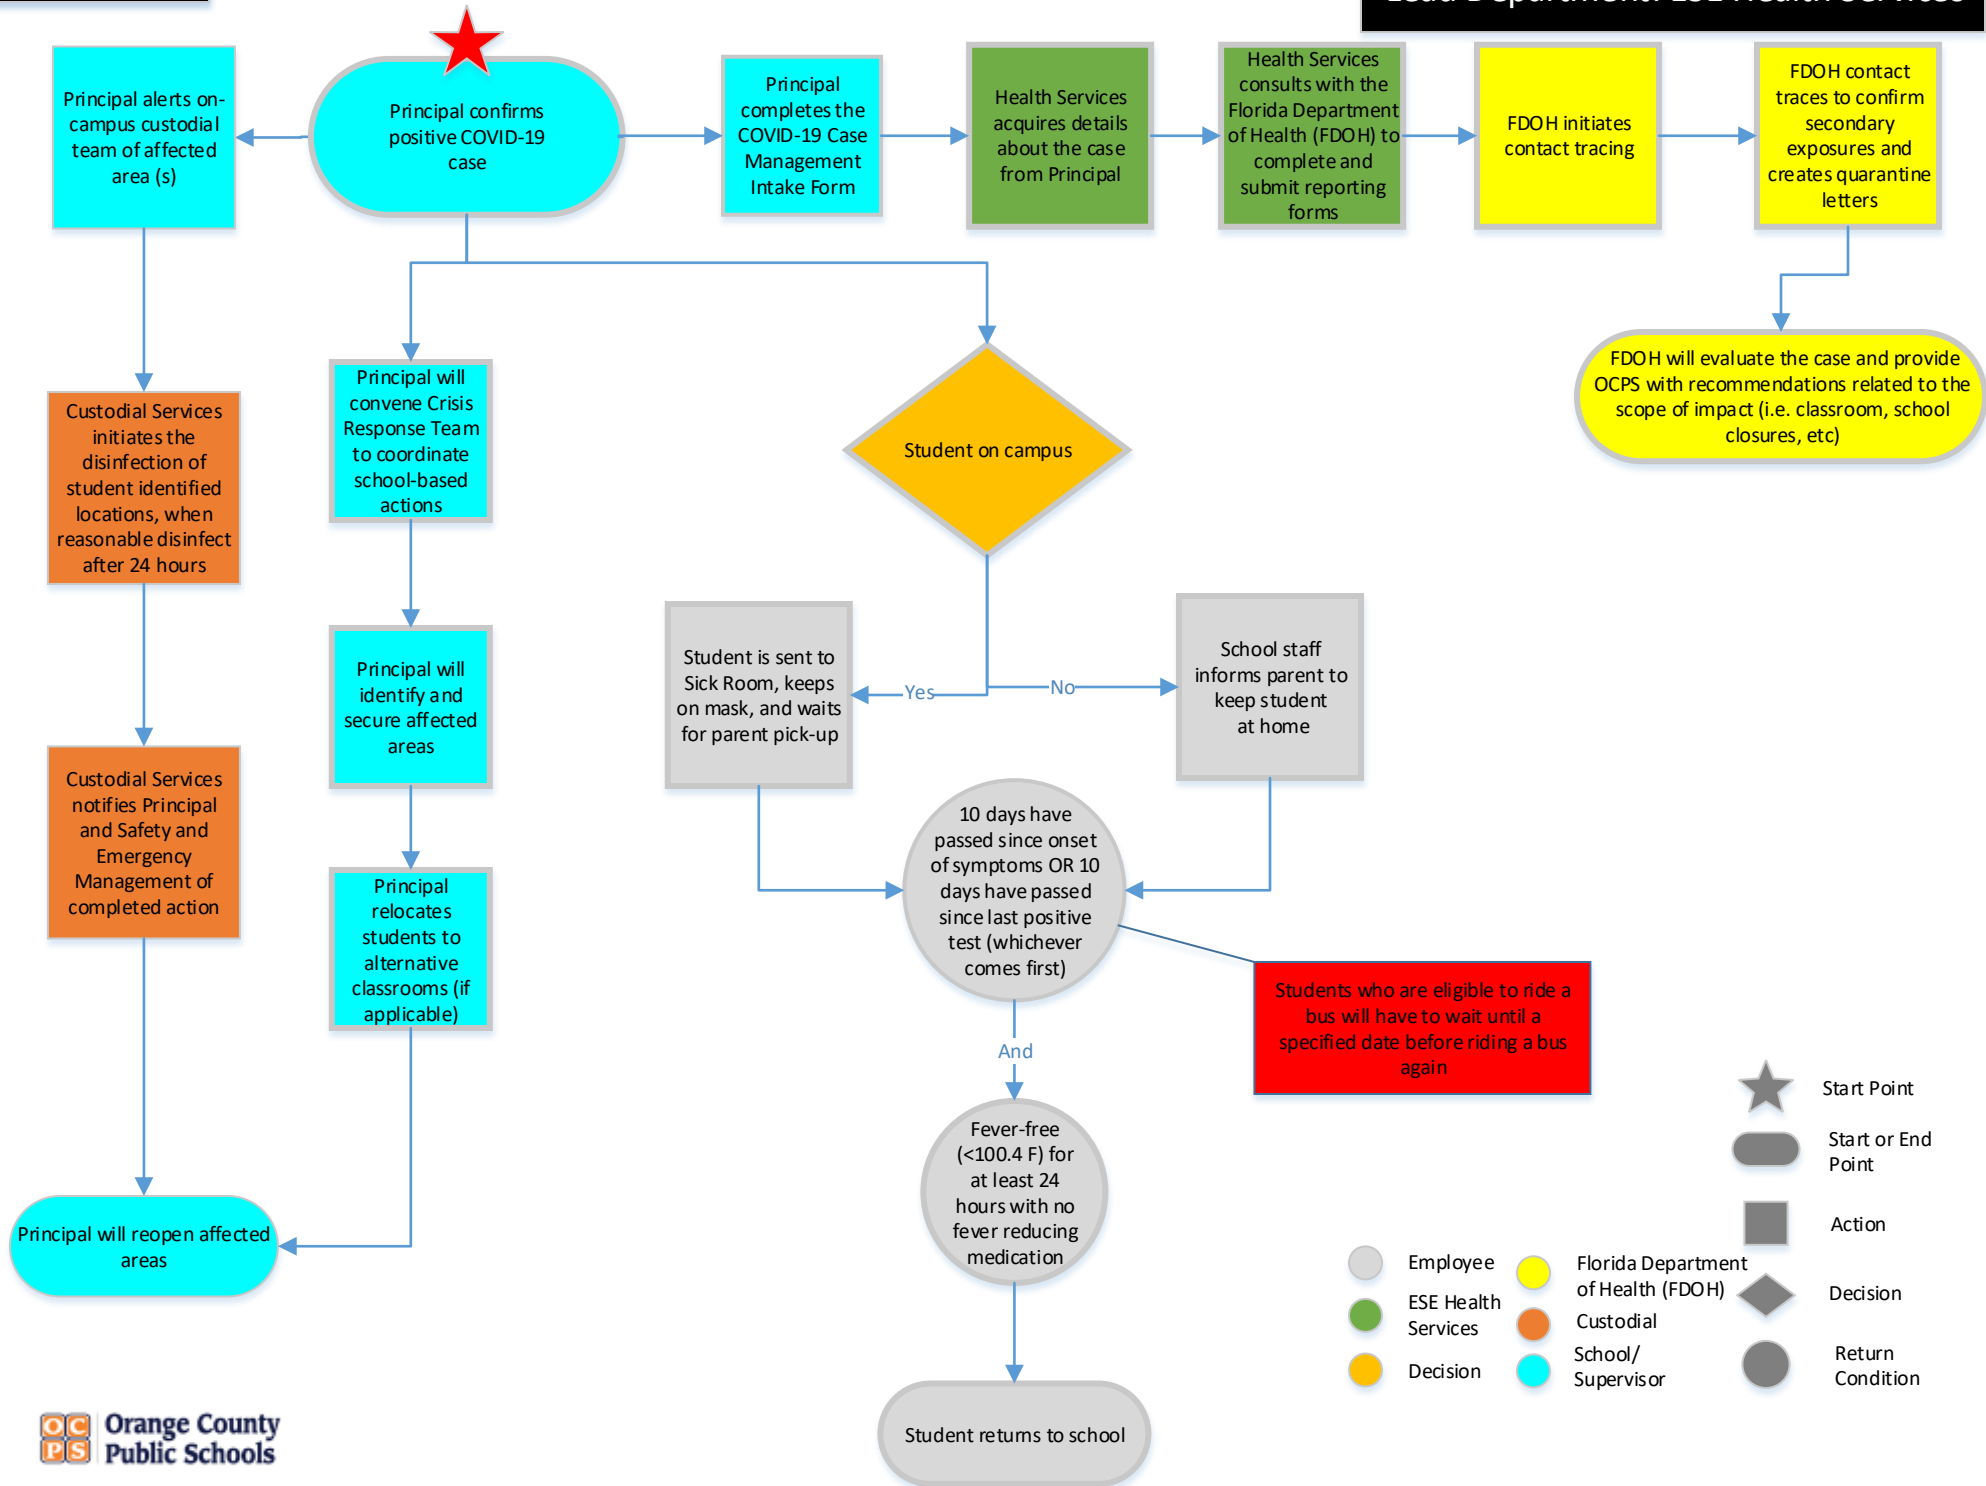 Lead Department: ESE Health Services
Principal alerts on-
campus custodial
team of affected
area (s)
Principal confirms
positive COVID-19
case
Principal
completes the
COVID-19 Case
Management
Intake Form
Health Services
acquires details
about the case
from Principal
Health Services
consults with the
Florida Department
of Health (FDOH) to
complete and
submit reporting
forms
FDOH initiates
contact tracing
FDOH contact
traces to confirm
secondary
exposures and
creates quarantine
letters
FDOH will evaluate the case and provide
OCPS with recommendations related to the
scope of impact (i.e. classroom, school
closures, etc)
Custodial Services
initiates the
disinfection of
student identified
locations, when
reasonable disinfect
after 24 hours
Principal will
convene Crisis
Response Team
to coordinate
school-based
actions
Student on campus
Student is sent to
Sick Room, keeps
on mask, and waits
for parent pick-up
Yes
No
School staff
informs parent to
keep student
at home
Principal will
identify and
secure affected
areas
Custodial Services
notifies Principal
and Safety and
Emergency
Management of
completed action
Principal
relocates
students to
alternative
classrooms (if
applicable)
10 days have
passed since onset
of symptoms OR 10
days have passed
since last positive
test (whichever
comes first)
Students who are eligible to ride a
bus will have to wait until a
specified date before riding a bus
again
And
Fever-free
(<100.4 F) for
at least 24
hours with no
fever reducing
medication
Principal will reopen affected
areas
Student returns to school
Start Point
Start or End
Point
Action
Decision
Return
Condition
Employee
ESE Health
Services
Decision
Florida Department
of Health (FDOH)
Custodial
School/
Supervisor
OC
PS
Orange County
Public Schools